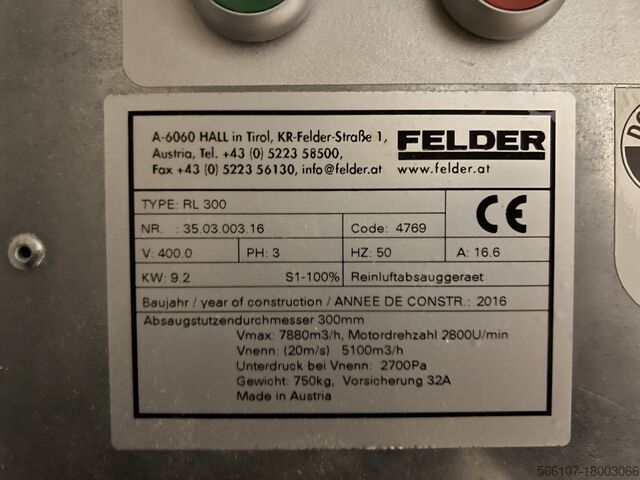 A-6060 HALL in Tirol, KR-Felder-Straße 1,
Austria, Tel. +43 (0) 5223 58500,
Fax +43 (0) 5223 56130, info@felder.at
FELDER
www.felder.at
TYPE: RL 300
NR. : 35.03.003.16
Code: 4769
CE
V: 400.0
PH: 3
HZ: 50
A: 16.6
KW: 9.2
S1-100%
Reinluftabsauggeraet
Baujahr / year of construction / ANNEE DE CONSTR.: 2016
Absaugstutzendurchmesser 300mm
Vmax: 7880m3/h, Motordrehzahl 2800U/min
Vnenn: (20m/s) 5100m3/h
Unterdruck bei Vnenn: 2700Pa
Gewicht: 750kg, Vorsicherung 32A
Made in Austria
566107-18003066